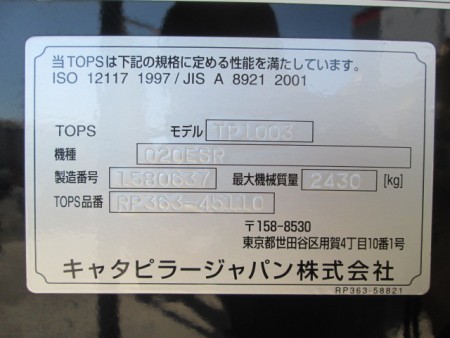 当TOPSは下記の規格に定める性能を満たしています。
ISO 12117 1997/JIS A 8921 2001
TOPS モデル TP1003
機種 020ESR
製造番号 1580637 最大機械質量 2430 [kg]
TOPS品番 RP363-45110
〒158-8530
東京都世田谷区用賀4丁目10番1号
キャタピラージャパン株式会社
RP363-58821